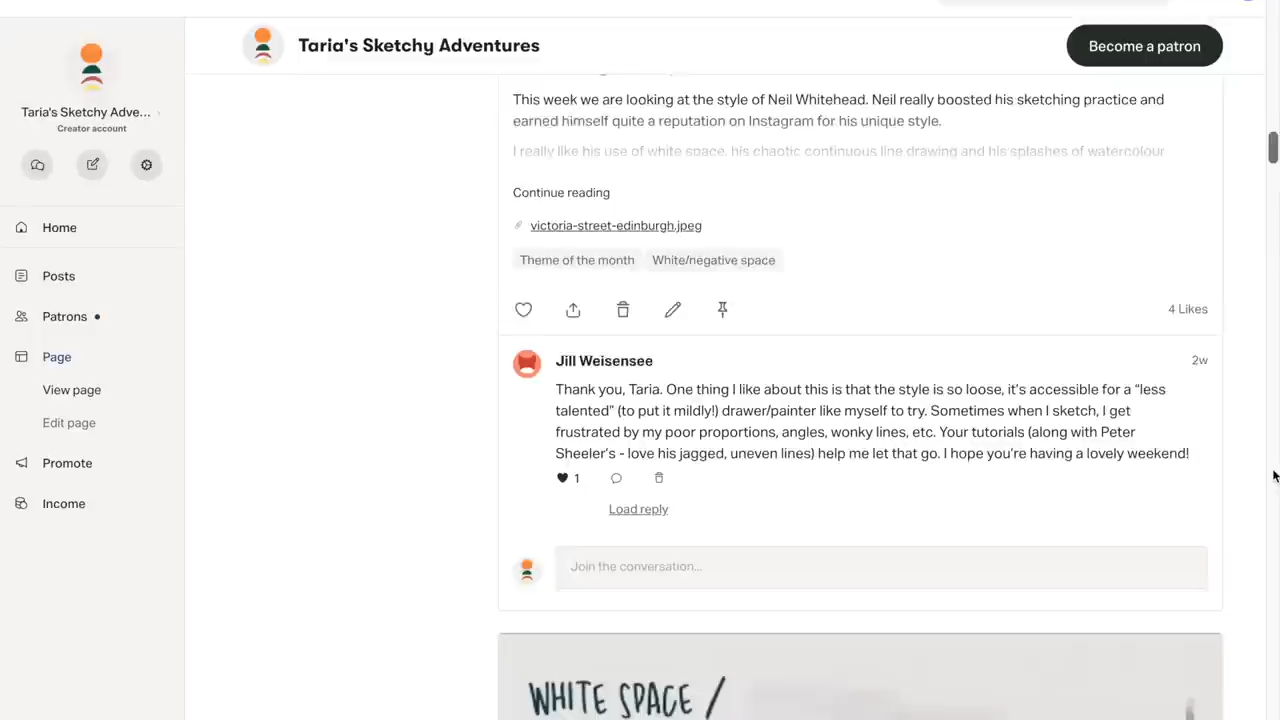 Taria's Sketchy Adventures
Become a patron
Taria's Sketchy Adve...
Creator account
Home
Posts
Patrons
Page
View page
Edit page
Promote
Income
This week we are looking at the style of Neil Whitehead. Neil really boosted his sketching practice and
earned himself quite a reputation on Instagram for his unique style.
I really like his use of white space, his chaotic continuous line drawing and his splashes of watercolour
Continue reading
victoria-street-edinburgh.jpeg
Theme of the month
White/negative space
4 Likes
Jill Weisensee
2w
Thank you, Taria. One thing I like about this is that the style is so loose, it's accessible for a “less
talented” (to put it mildly!) drawer/painter like myself to try. Sometimes when I sketch, I get
frustrated by my poor proportions, angles, wonky lines, etc. Your tutorials (along with Peter
Sheeler's - love his jagged, uneven lines) help me let that go. I hope you're having a lovely weekend!
1
Load reply
Join the conversation...
WHITE SPACE /